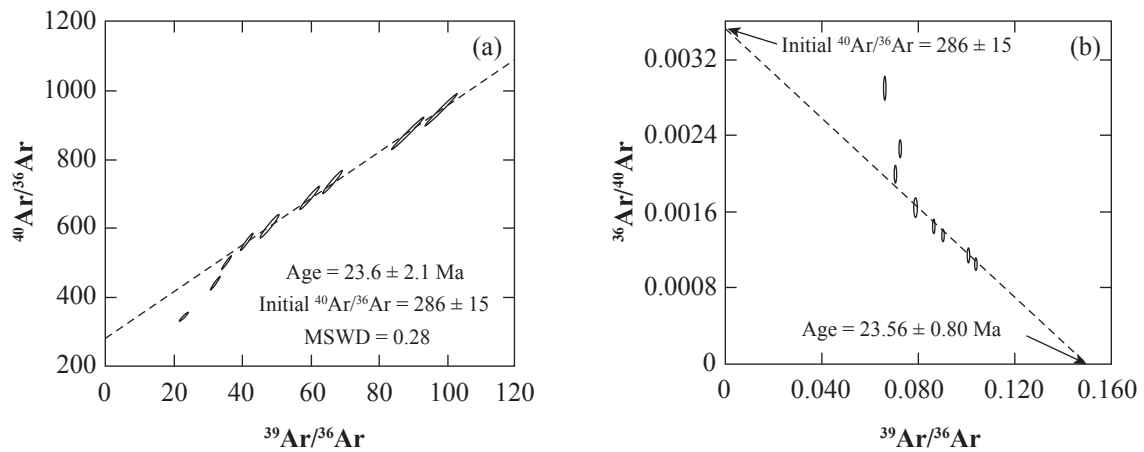 (a)
1200
1000
800
600
400
200
⁴⁰Ar/³⁶Ar
Age = 23.6 ± 2.1 Ma
Initial ⁴⁰Ar/³⁶Ar = 286 ± 15
MSWD = 0.28
0 20 40 60 80 100 120
³⁹Ar/³⁶Ar
(b)
Initial ⁴⁰Ar/³⁶Ar = 286 ± 15
0.0032
0.0024
0.0016
0.0008
0
³⁶Ar/⁴⁰Ar
Age = 23.56 ± 0.80 Ma
0 0.040 0.080 0.120 0.160
³⁹Ar/³⁶Ar